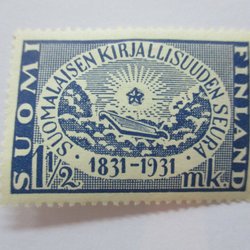 SUOMI
SUOMALAISEN KIRJALLISUUDEN SEURA
1831-1931
FINLAND
1 1/2 mk.